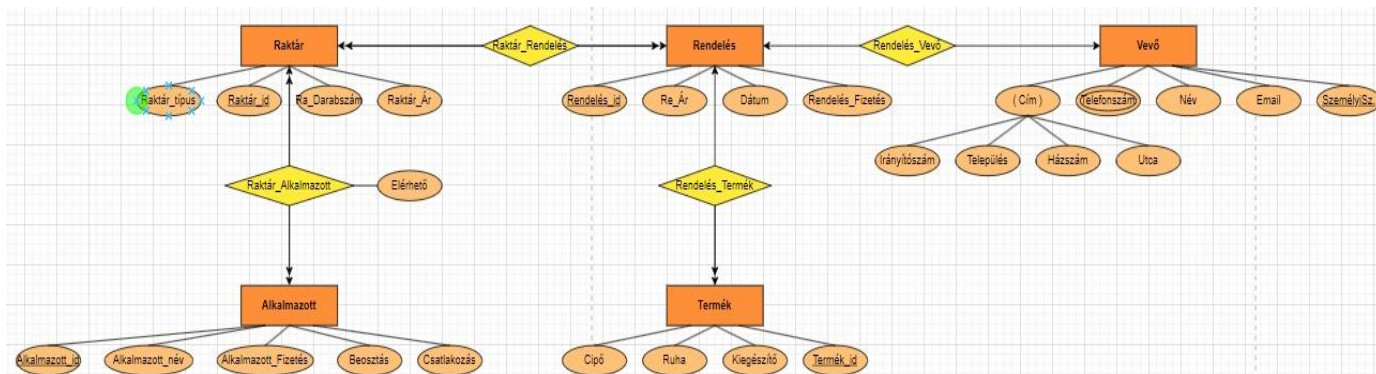 Raktár
Raktár_Rendelés
Rendelés
Rendelés_Vevő
Vevő
Raktár_típus
Raktár_id
Ra_Darabszám
Raktár_Ár
Rendelés_id
Re_Ár
Dátum
Rendelés_Fizetés
( Cím )
Telefonszám
Név
Email
SzemélyiSz.
Irányítószám
Település
Házszám
Utca
Raktár_Alkalmazott
Elérhető
Rendelés_Termék
Alkalmazott
Termék
Alkalmazott_id
Alkalmazott_név
Alkalmazott_Fizetés
Beosztás
Csatlakozás
Cipő
Ruha
Kiegészítő
Termék_id